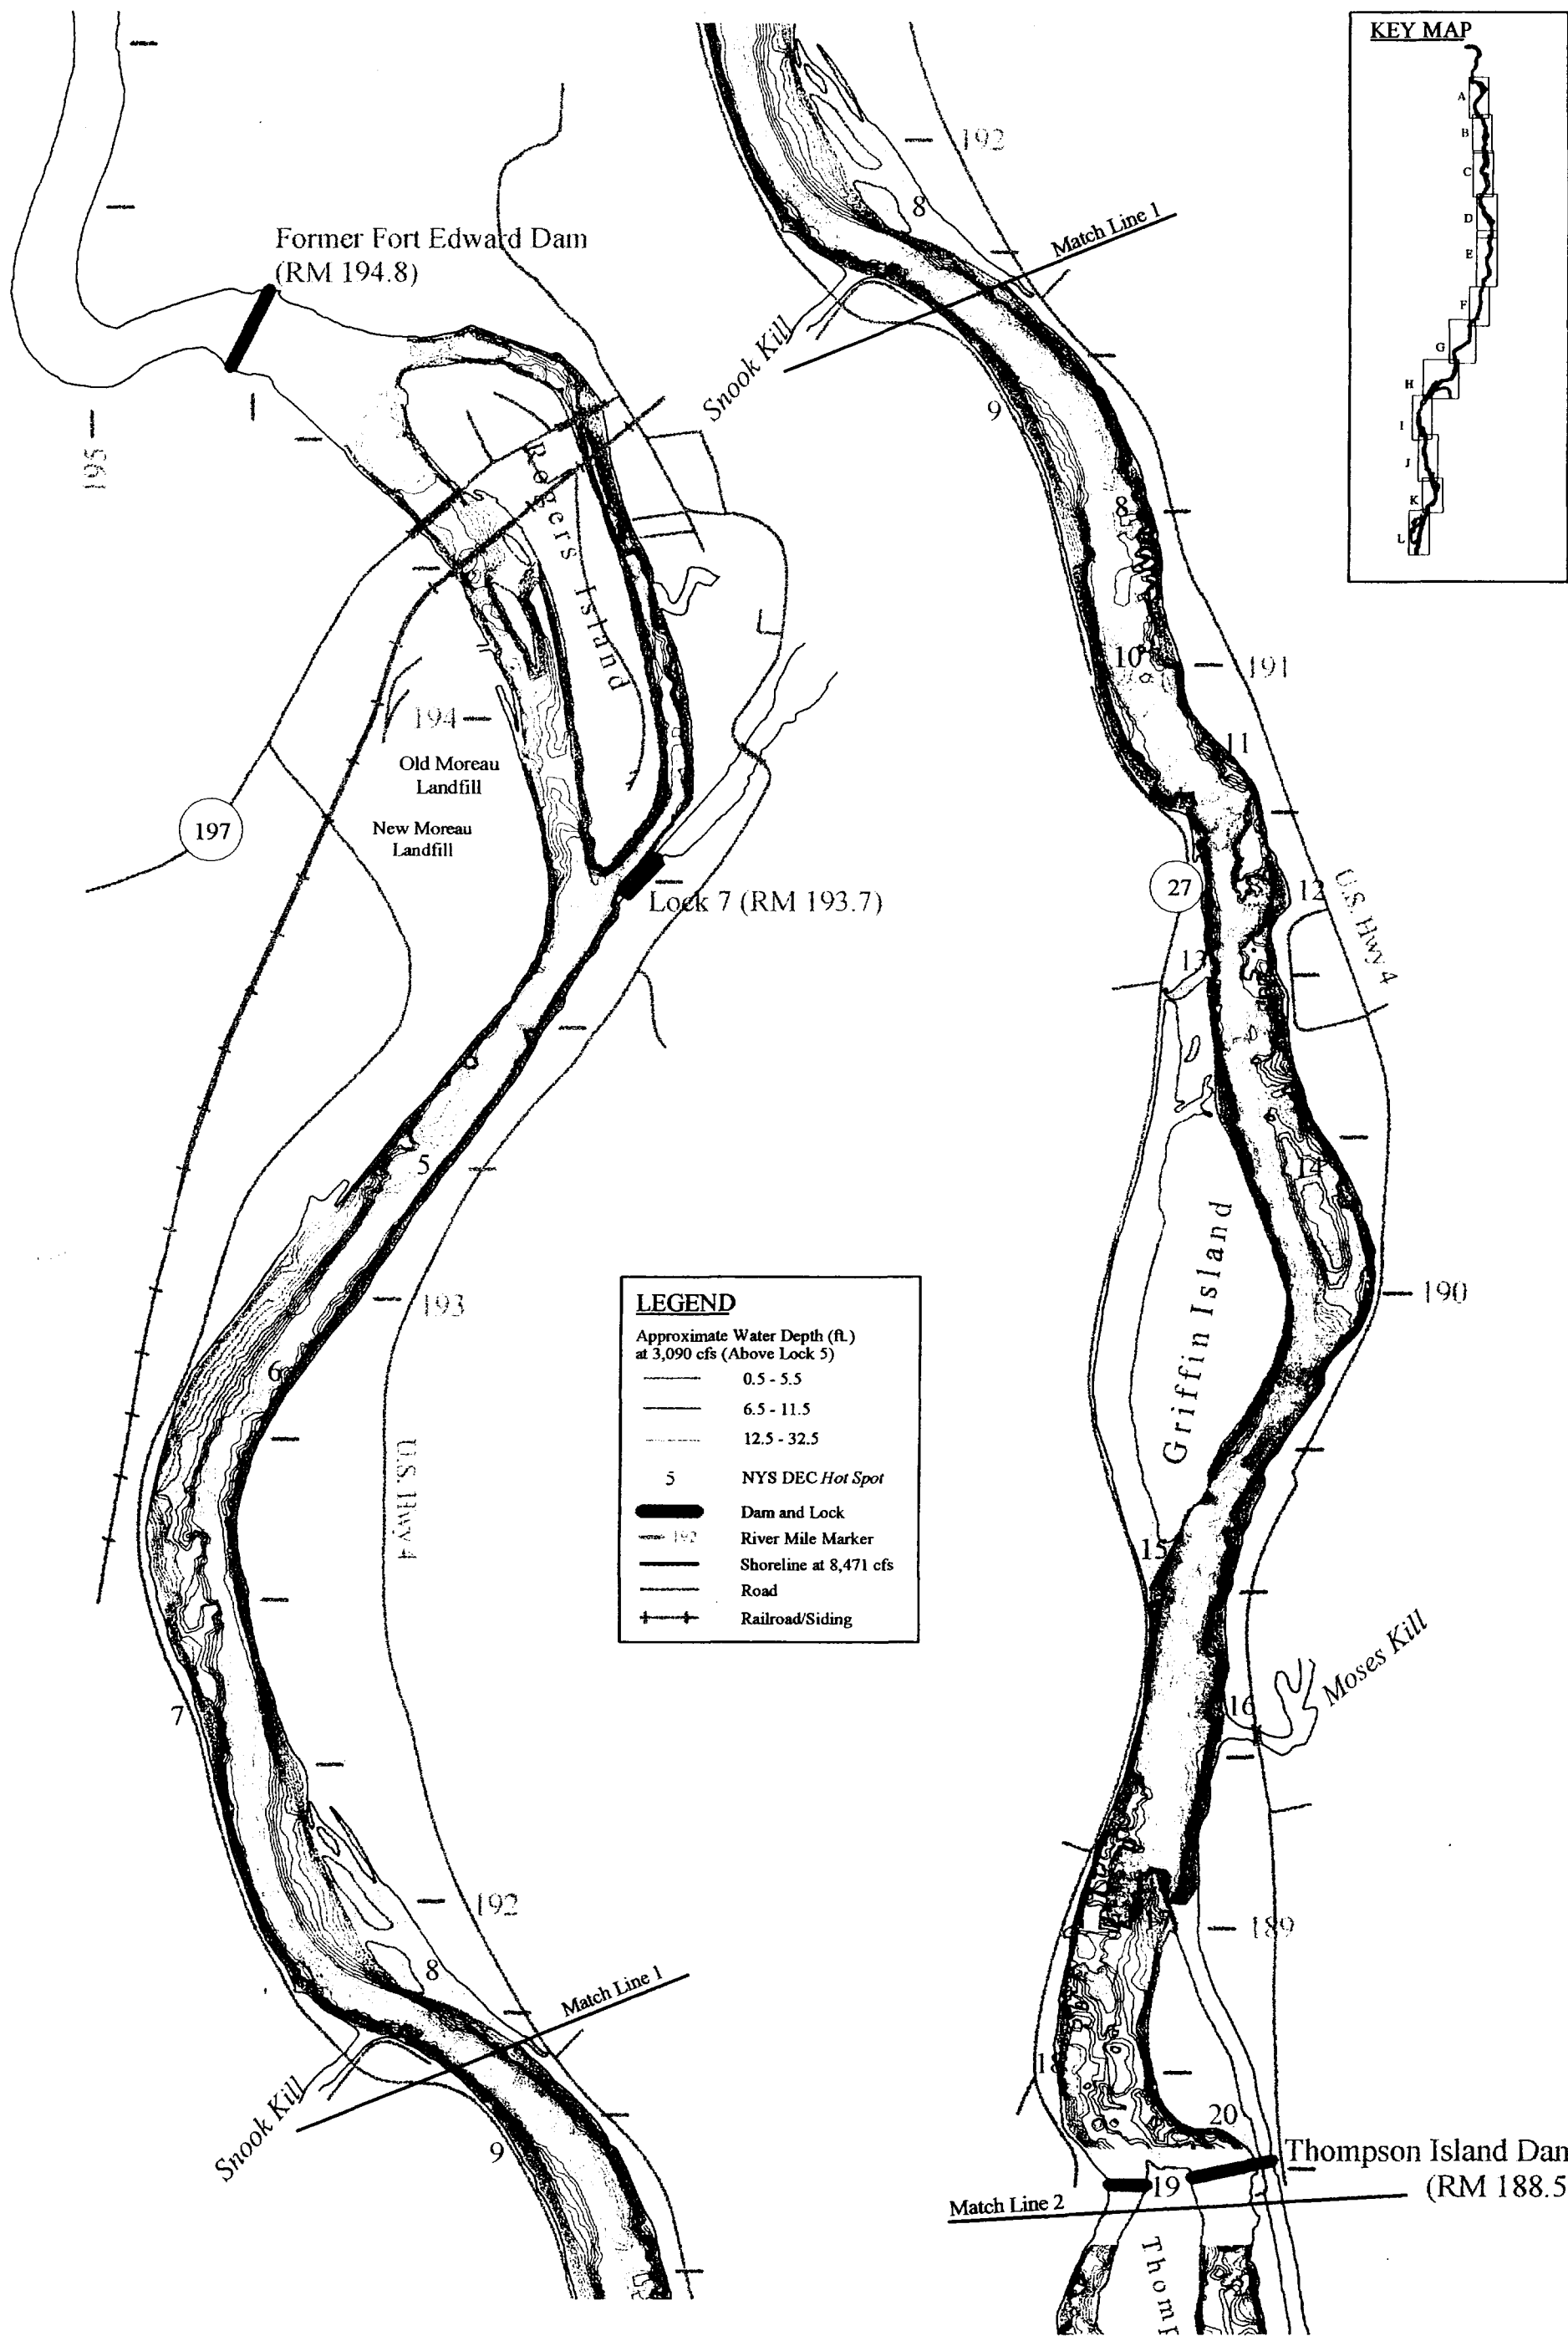 KEY MAP
A
B
C
D
E
F
G
H
I
J
K
L
Former Fort Edward Dam
(RM 194.8)
195
Rogers Island
194
Old Moreau
Landfill
New Moreau
Landfill
197
Lock 7 (RM 193.7)
5
193
6
U.S. Hwy 4
7
192
8
Match Line 1
Snook Kill
9
192
8
Match Line 1
Snook Kill
9
8
10
191
11
27
12
U.S. Hwy 4
13
14
Griffin Island
190
15
16
Moses Kill
17
189
18
20
Thompson Island Dam
(RM 188.5
19
Match Line 2
LEGEND
Approximate Water Depth (ft.)
at 3,090 cfs (Above Lock 5)
0.5 - 5.5
6.5 - 11.5
12.5 - 32.5
5 NYS DEC Hot Spot
Dam and Lock
192 River Mile Marker
Shoreline at 8,471 cfs
Road
Railroad/Siding